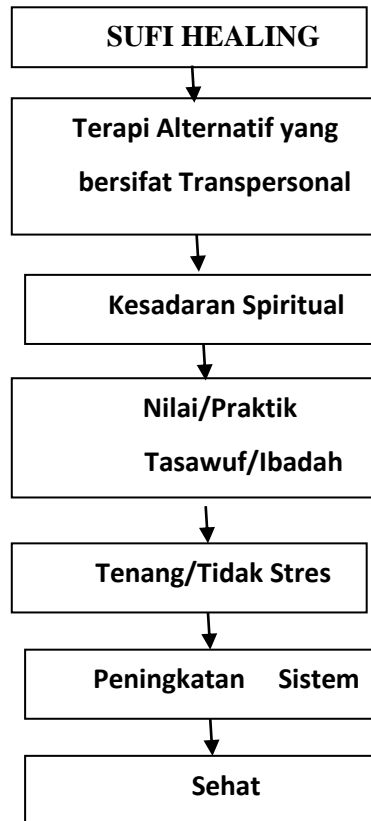 SUFI HEALING
Terapi Alternatif yang
bersifat Transpersonal
Kesadaran Spiritual
Nilai/Praktik
Tasawuf/Ibadah
Tenang/Tidak Stres
Peningkatan Sistem
Sehat